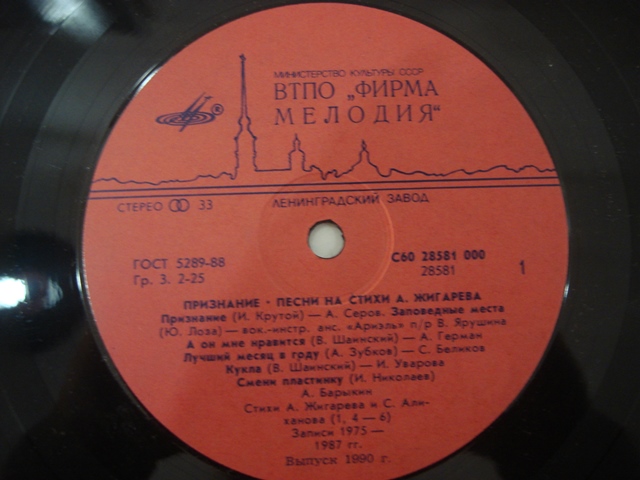 МИНИСТЕРСТВО КУЛЬТУРЫ СССР
ВТПО „ФИРМА
МЕЛОДИЯ“
®
СТЕРЕО 33
ЛЕНИНГРАДСКИЙ ЗАВОД
ГОСТ 5289-88
Гр. 3. 2-25
С60 28581 000
28581
1
ПРИЗНАНИЕ · ПЕСНИ НА СТИХИ А. ЖИГАРЕВА
Признание (И. Крутой) — А. Серов. Заповедные места
(Ю. Лоза) — вок.-инстр. анс. «Ариэль» п/р В. Ярушина
А он мне нравится (В. Шаинский) — А. Герман
Лучший месяц в году (А. Зубков) — С. Беликов
Кукла (В. Шаинский) — И. Уварова
Смени пластинку (И. Николаев)
А. Барыкин
Стихи А. Жигарева и С. Али-
ханова (1, 4 — 6)
Записи 1975 —
1987 гг.
Выпуск 1990 г.